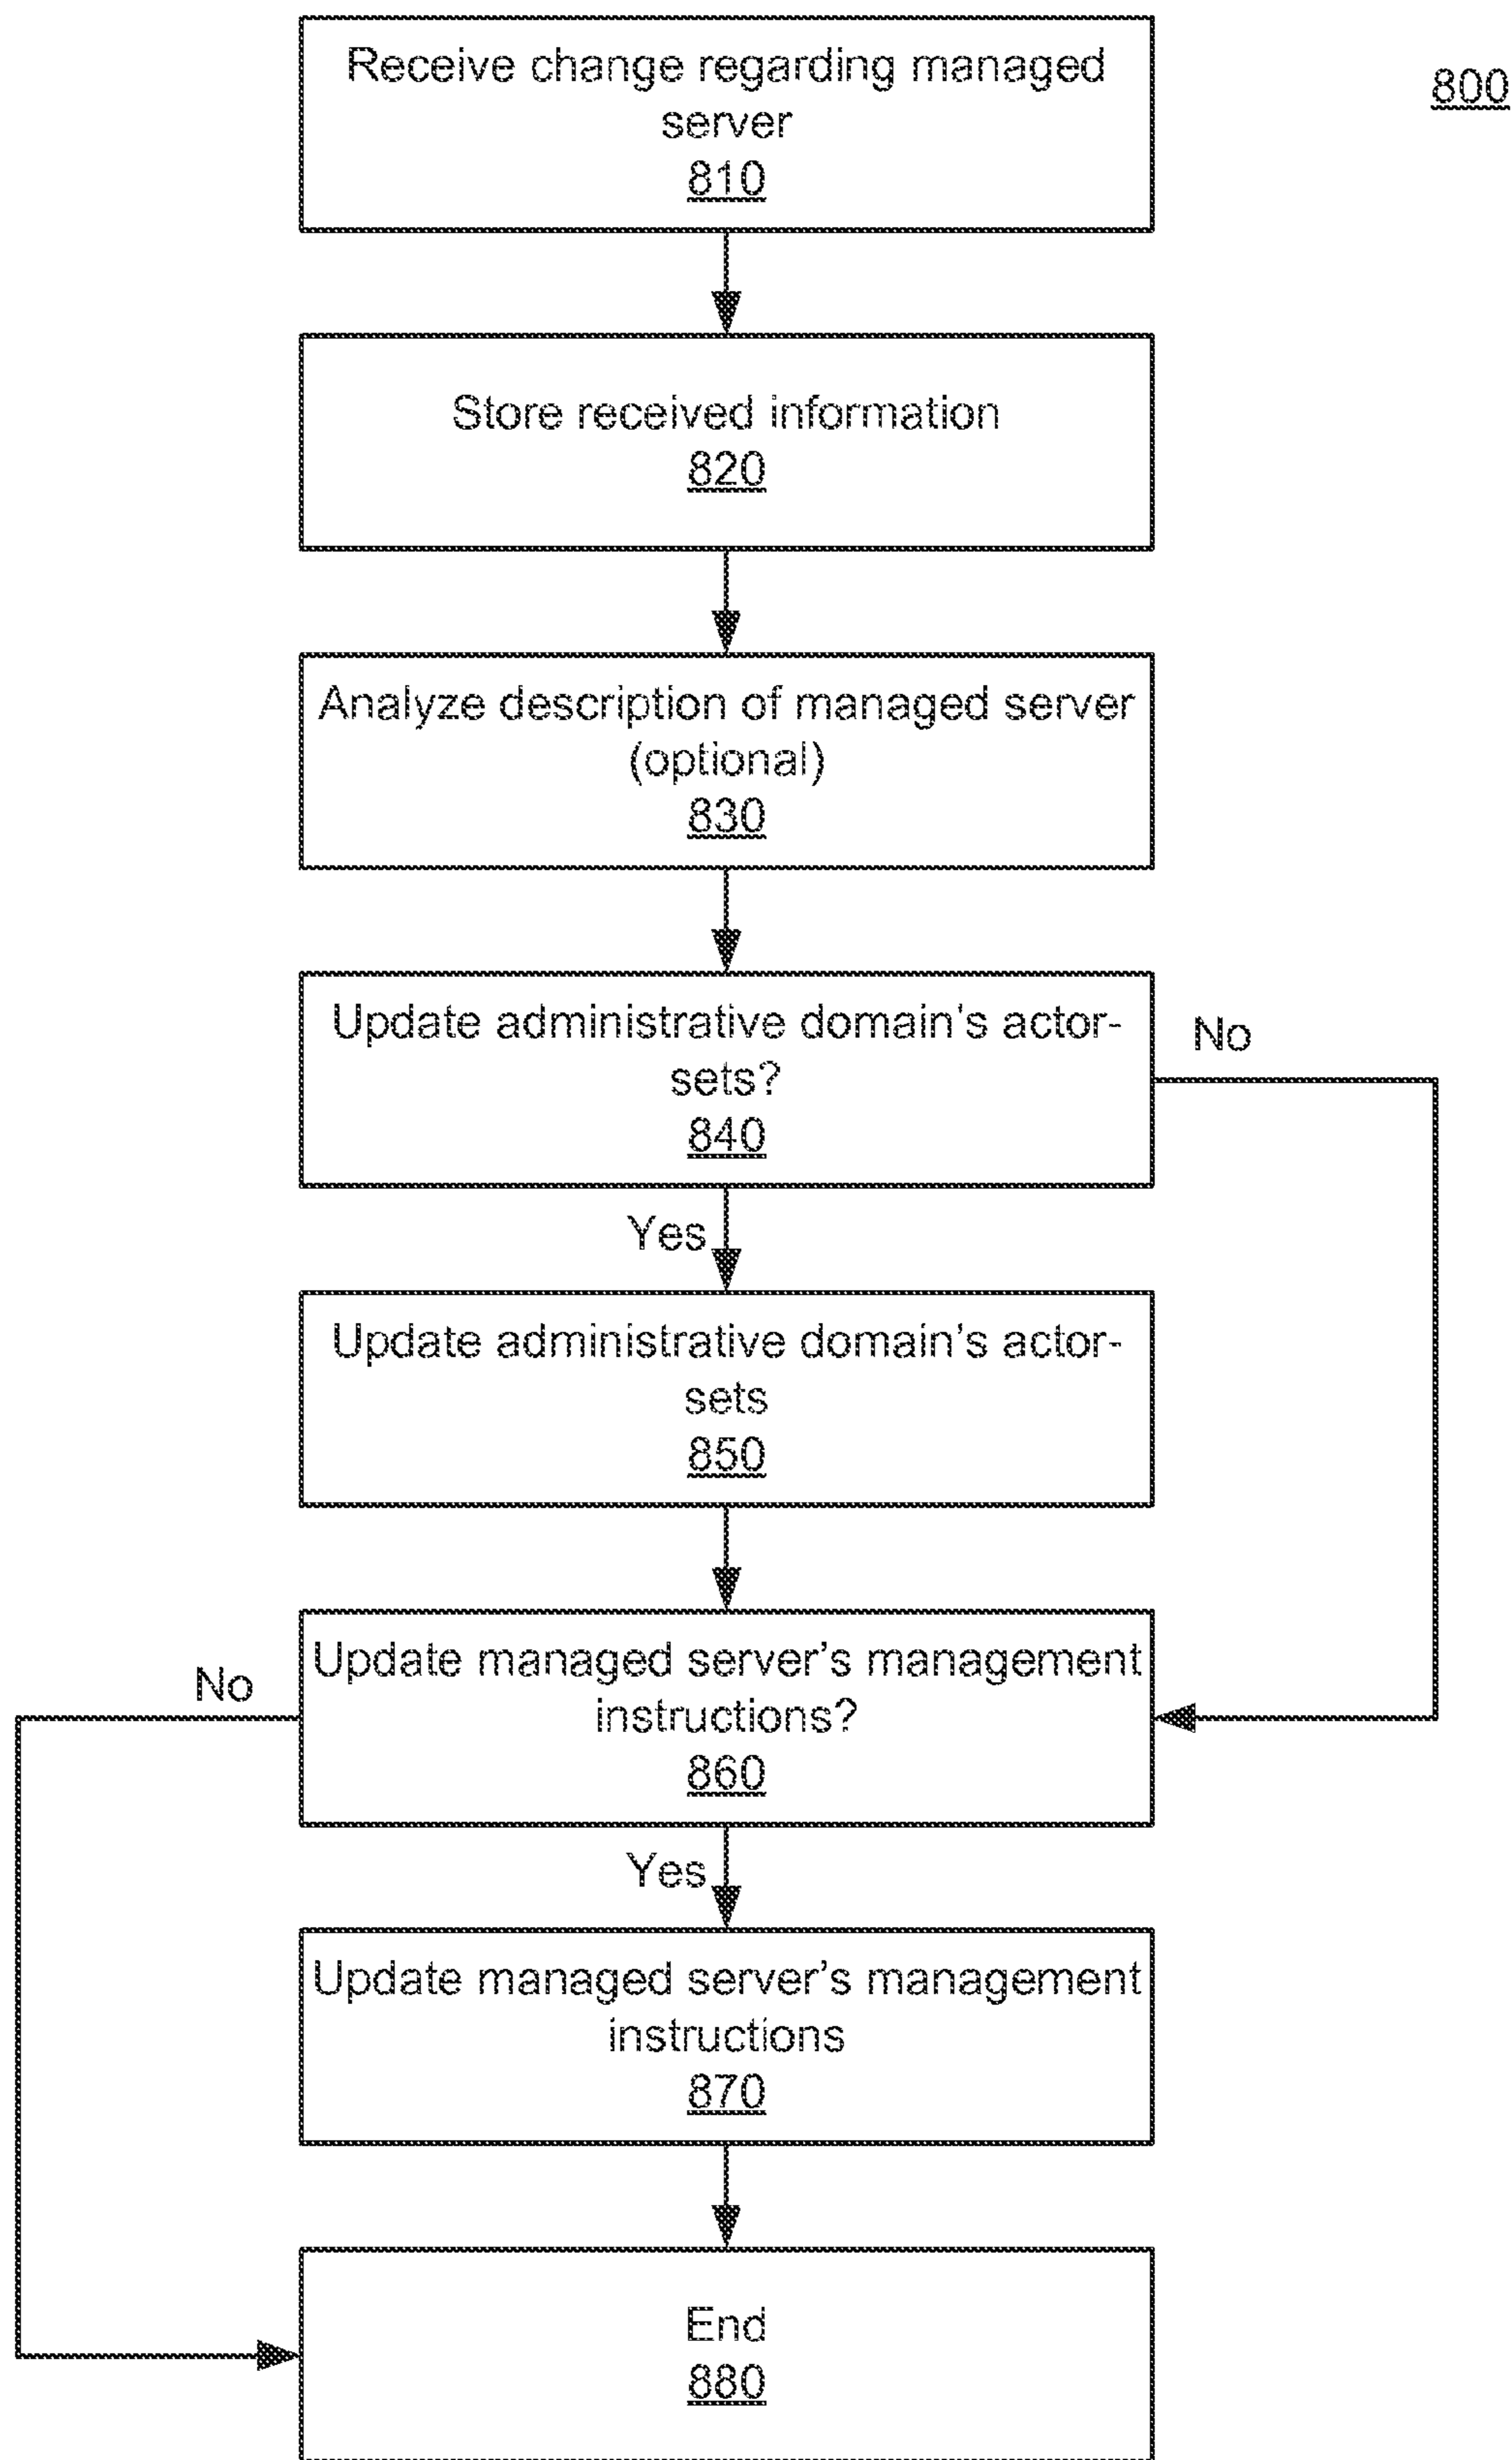 Receive change regarding managed
server
810
800
Store received information
820
Analyze description of managed server
(optional)
830
Update administrative domain's actor-
sets?
840
No
Yes
Update administrative domain's actor-
sets
850
Update managed server's management
instructions?
860
No
Yes
Update managed server's management
instructions
870
End
880